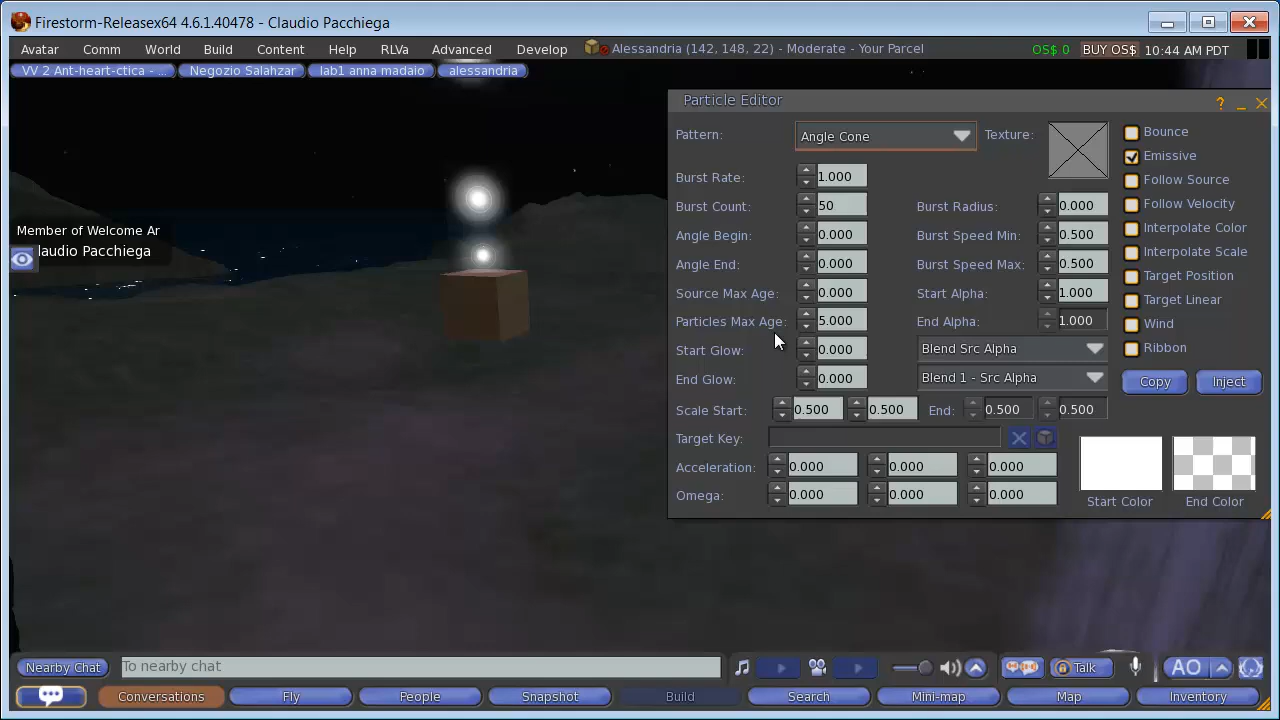 Firestorm-Releasex64 4.6.1.40478 - Claudio Pacchiega
Avatar Comm World Build Content Help RLVa Advanced Develop Alessandria (142, 148, 22) - Moderate - Your Parcel OS$ 0 BUY OS$ 10:44 AM PDT
VV 2 Ant-heart-ctica - ... Negozio Salahzar lab1 anna madaio alessandria
Particle Editor ?
Pattern: Angle Cone Texture: Bounce
Emissive
Burst Rate: 1.000 Follow Source
Burst Count: 50 Burst Radius: 0.000 Follow Velocity
Member of Welcome Ar
Angle Begin: 0.000 Burst Speed Min: 0.500 Interpolate Color
laudio Pacchiega
Angle End: 0.000 Burst Speed Max: 0.500 Interpolate Scale
Target Position
Source Max Age: 0.000 Start Alpha: 1.000 Target Linear
Particles Max Age: 5.000 End Alpha: 1.000 Wind
Start Glow: 0.000 Blend Src Alpha Ribbon
End Glow: 0.000 Blend 1 - Src Alpha Copy Inject
Scale Start: 0.500 0.500 End: 0.500 0.500
Target Key:
Acceleration: 0.000 0.000 0.000
Omega: 0.000 0.000 0.000 Start Color End Color
Nearby Chat To nearby chat Talk AO
Conversations Fly People Snapshot Build Search Mini-map Map Inventory